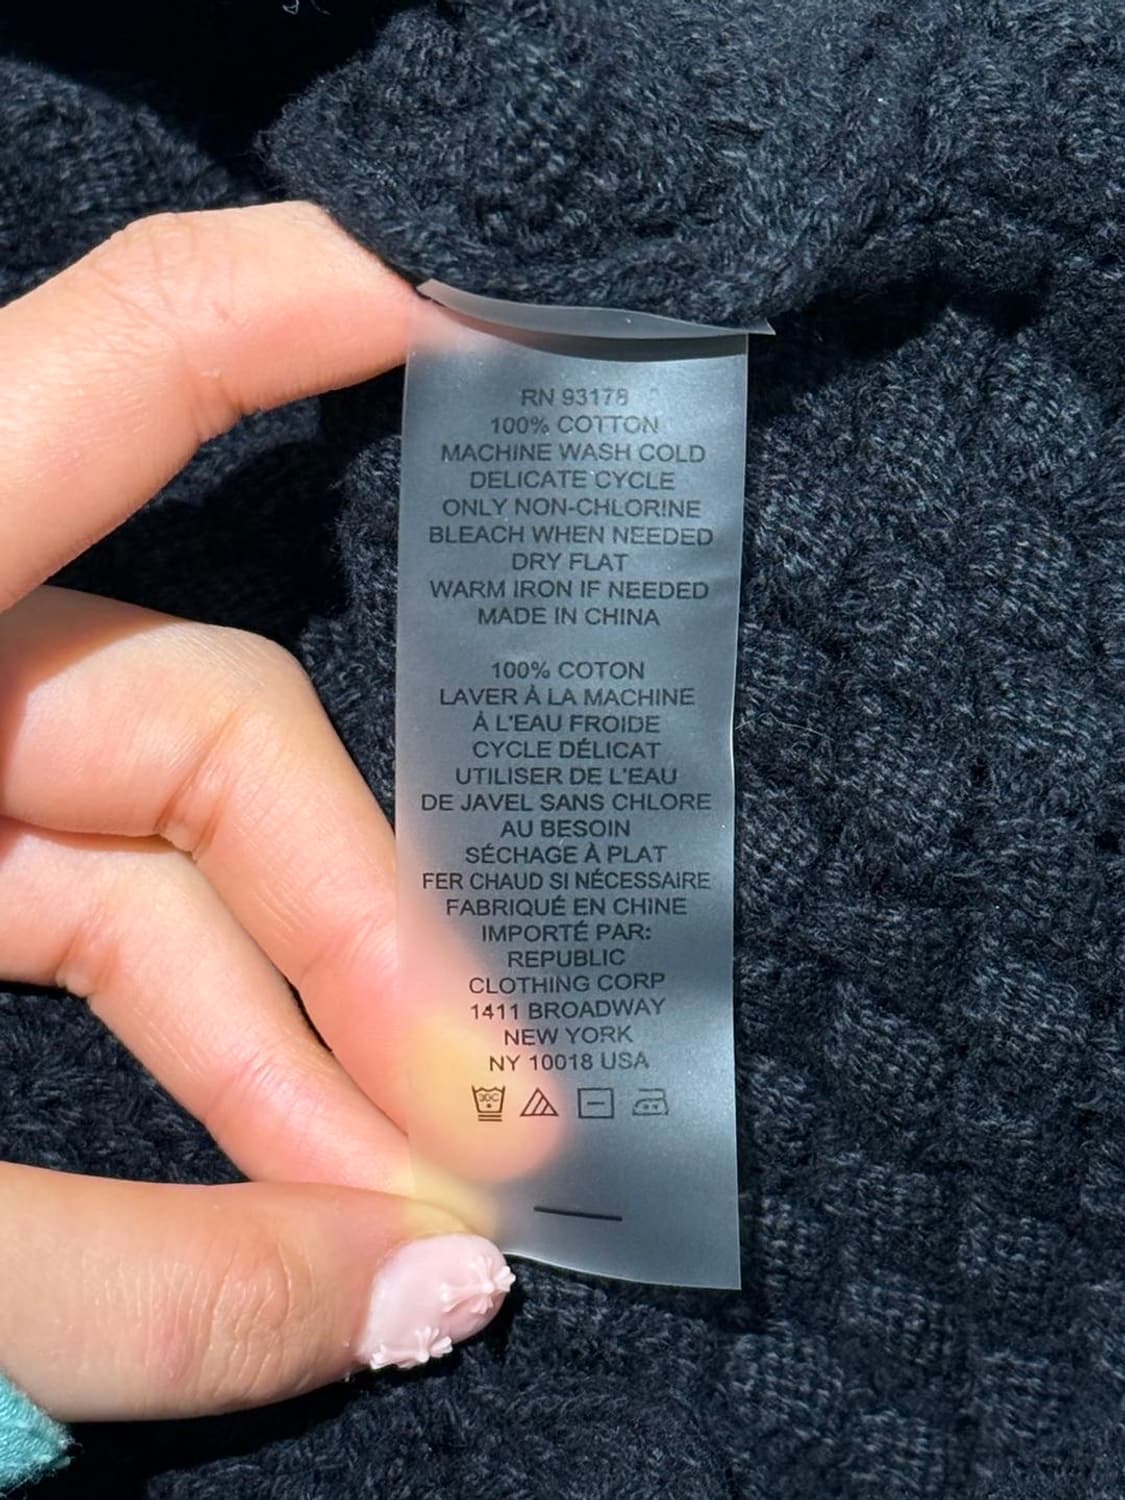 RN 93178
100% COTTON
MACHINE WASH COLD
DELICATE CYCLE
ONLY NON-CHLORINE
BLEACH WHEN NEEDED
DRY FLAT
WARM IRON IF NEEDED
MADE IN CHINA
100% COTON
LAVER À LA MACHINE
À L'EAU FROIDE
CYCLE DÉLICAT
UTILISER DE L'EAU
DE JAVEL SANS CHLORE
AU BESOIN
SÉCHAGE À PLAT
FER CHAUD SI NÉCESSAIRE
FABRIQUÉ EN CHINE
IMPORTÉ PAR:
REPUBLIC
CLOTHING CORP
1411 BROADWAY
NEW YORK
NY 10018 USA
30C